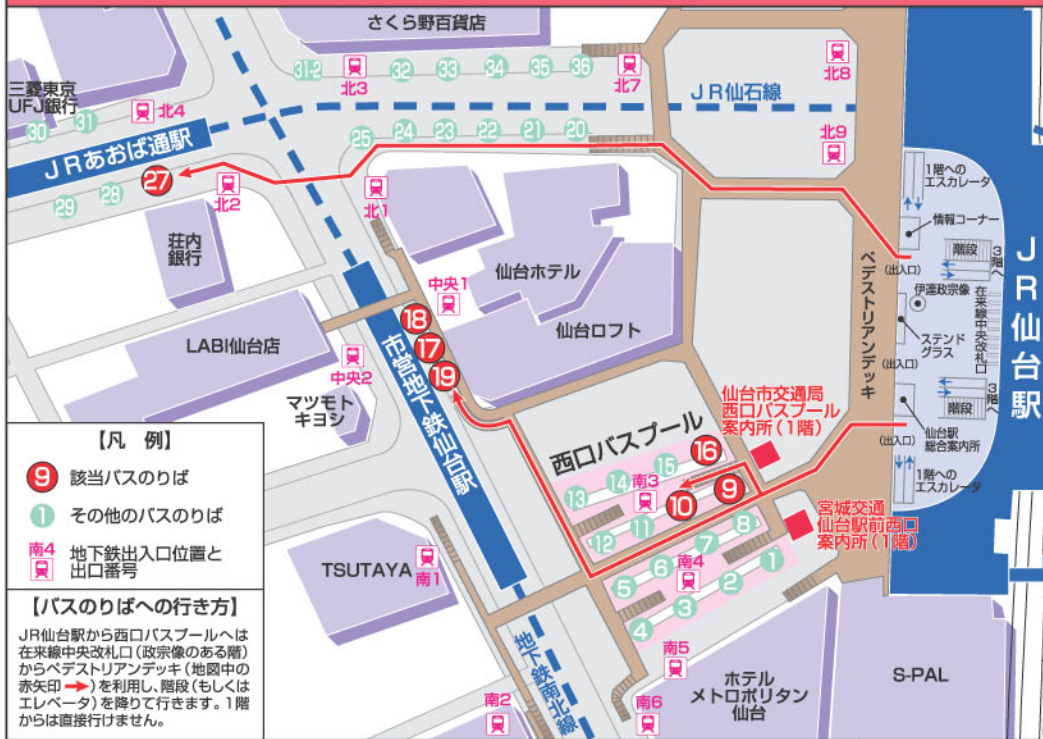 さくら野百貨店
三菱東京
UFJ銀行
31-2
北3
32
33
34
35
36
北7
北8
JR仙石線
30
31
北4
JRあおば通駅
25
24
23
22
21
20
北9
27
28
29
北2
北1
荘内
銀行
仙台ホテル
中央1
仙台ロフト
LABI仙台店
18
17
19
市営地下鉄仙台駅
中央2
マツモト
キヨシ
ペデストリアンデッキ
1階への
エスカレータ
情報コーナー
階段
3階へ
(出入口)
伊達政宗像
在来線中央改札口
ステンド
グラス
(出入口)
3階へ
階段
仙台駅
総合案内所
(出入口)
1階への
エスカレータ
JR仙台駅
仙台市交通局
西口バスプール
案内所(1階)
西口バスプール
16
15
14
13
南3
9
10
11
12
8
7
6
5
南4
1
2
3
4
宮城交通
仙台駅前西口
案内所(1階)
TSUTAYA
南1
地下鉄南北線
南2
南5
南6
ホテル
メトロポリタン
仙台
S-PAL
【凡 例】
9 該当バスのりば
1 その他のバスのりば
南4 地下鉄出入口位置と
出口番号
【バスのりばへの行き方】
JR仙台駅から西口バスプールへは
在来線中央改札口(政宗像のある階)
からペデストリアンデッキ(地図中の
赤矢印→)を利用し、階段(もしくは
エレベータ)を降りて行きます。1階
からは直接行けません。